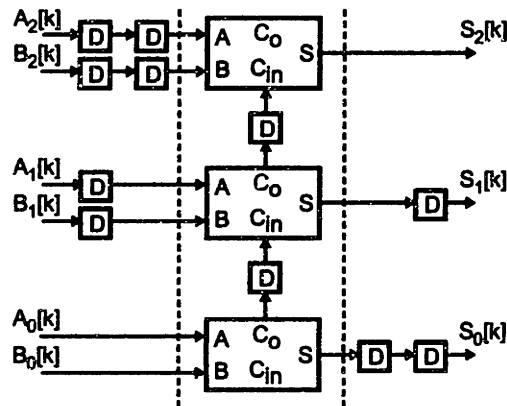 A2[k] D D A Co S S2[k]
B2[k] D D B Cin
D
A1[k] D A Co S D S1[k]
B1[k] D B Cin
D
A0[k] A Co S D D S0[k]
B0[k] B Cin